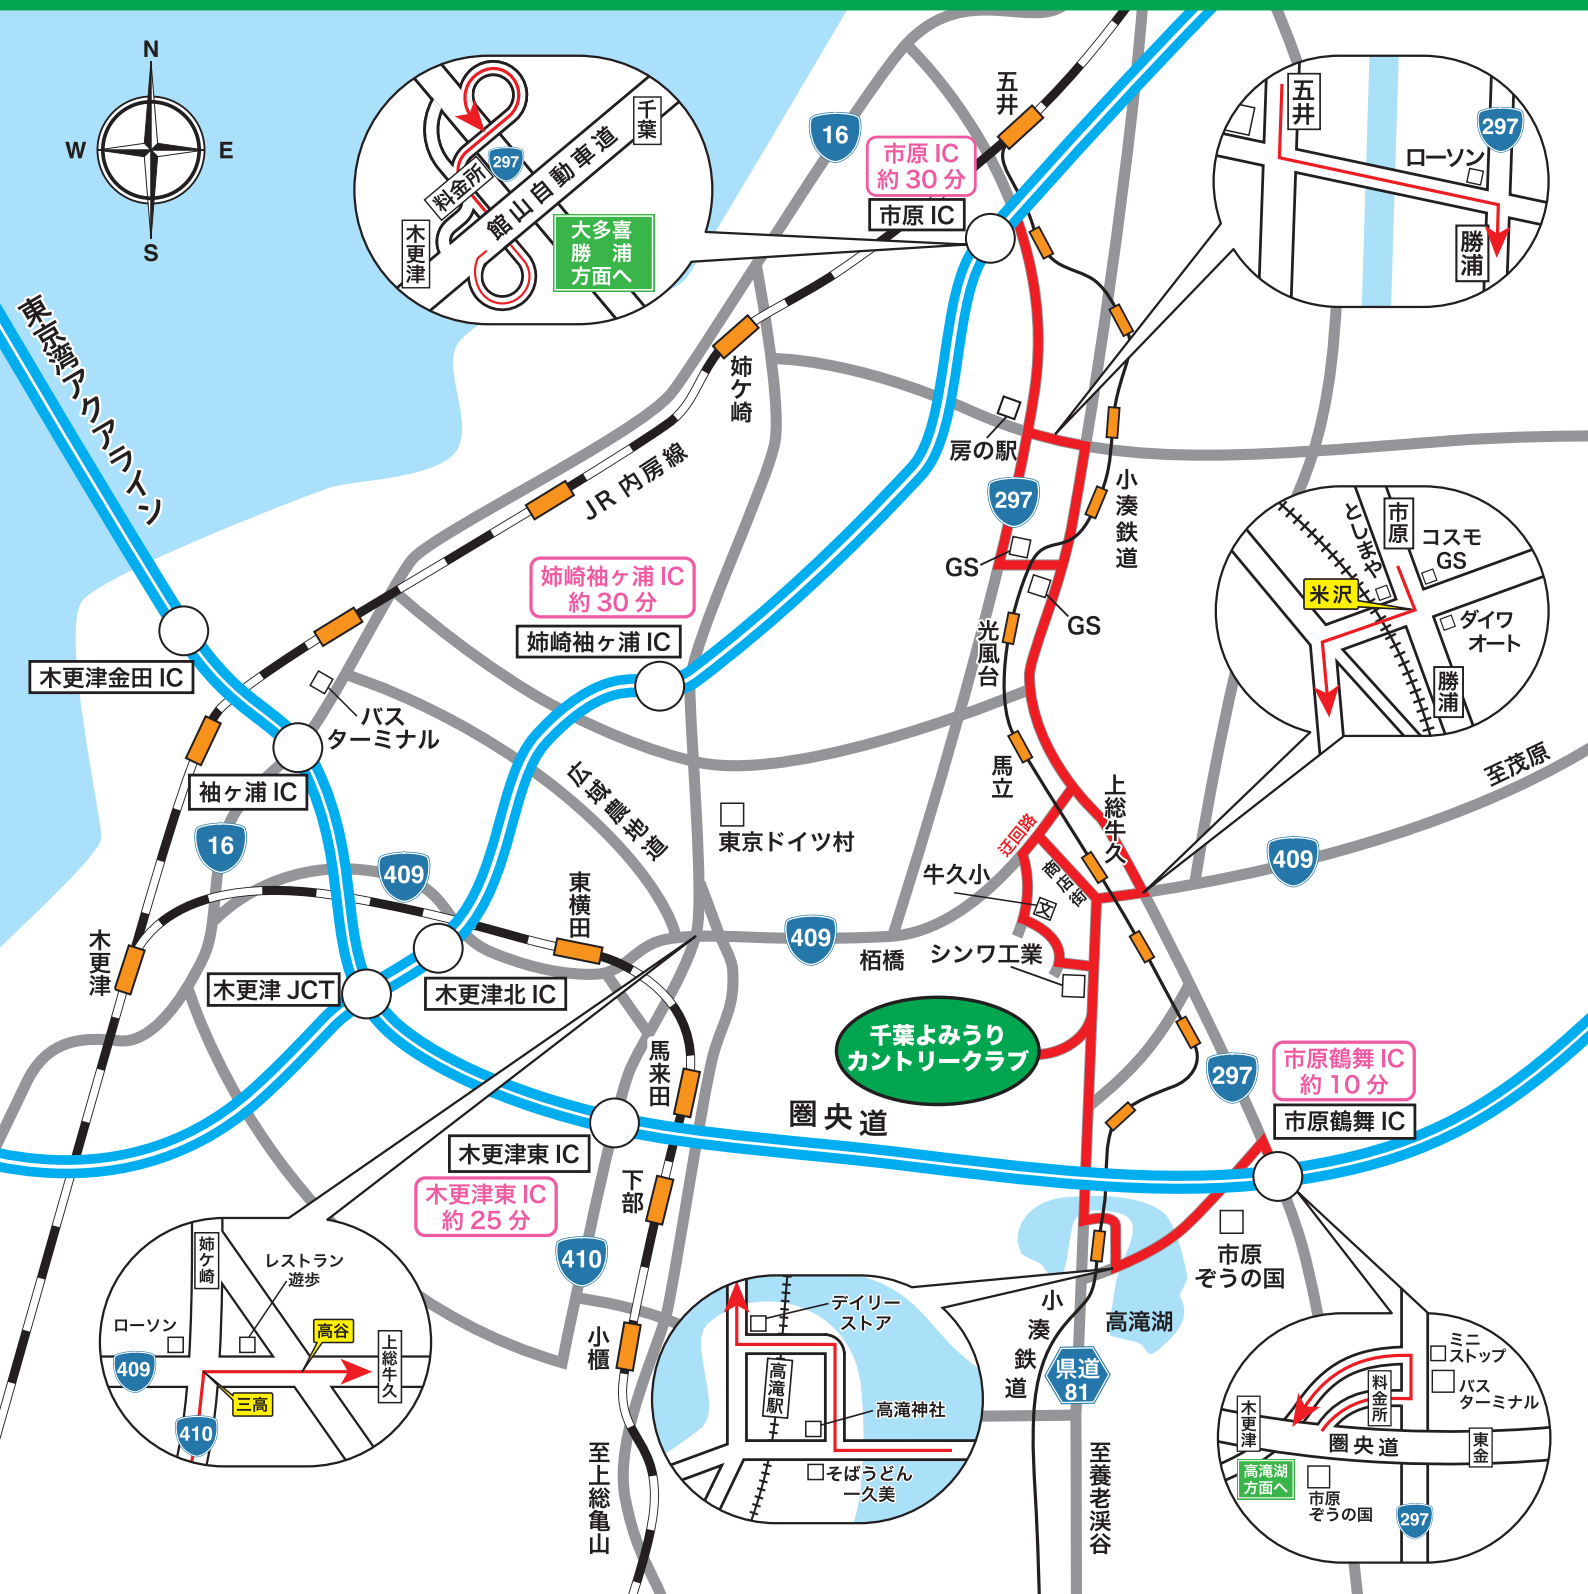 N
W
E
S
千葉
297
料金所
館山自動車道
木更津
大多喜
勝 浦
方面へ
16
市原 IC
約 30 分
市原 IC
五井
五井
297
ローソン
勝浦
東京湾アクアライン
姉ケ崎
JR 内房線
房の駅
297
小湊鉄道
GS
GS
光風台
としまや
市原
コスモ
GS
米沢
ダイワ
オート
勝浦
姉崎袖ヶ浦 IC
約 30 分
姉崎袖ヶ浦 IC
木更津金田 IC
バス
ターミナル
袖ヶ浦 IC
16
409
広域農地道
東京ドイツ村
馬立
上総牛久
至茂原
409
迂回路
商店街
牛久小
文
東横田
409
栢橋
シンワ工業
木更津
木更津 JCT
木更津北 IC
千葉よみうり
カントリークラブ
馬来田
圏央道
297
市原鶴舞 IC
約 10 分
市原鶴舞 IC
木更津東 IC
木更津東 IC
約 25 分
下部
410
市原
ぞうの国
高滝湖
小湊鉄道
県道
81
小櫃
至上総亀山
至養老渓谷
姉ケ崎
レストラン
遊歩
ローソン
高谷
409
上総牛久
三高
410
デイリー
ストア
高滝駅
高滝神社
そばうどん
一久美
ミニ
ストップ
料金所
バス
ターミナル
木更津
圏央道
東金
高滝湖
方面へ
市原
ぞうの国
297